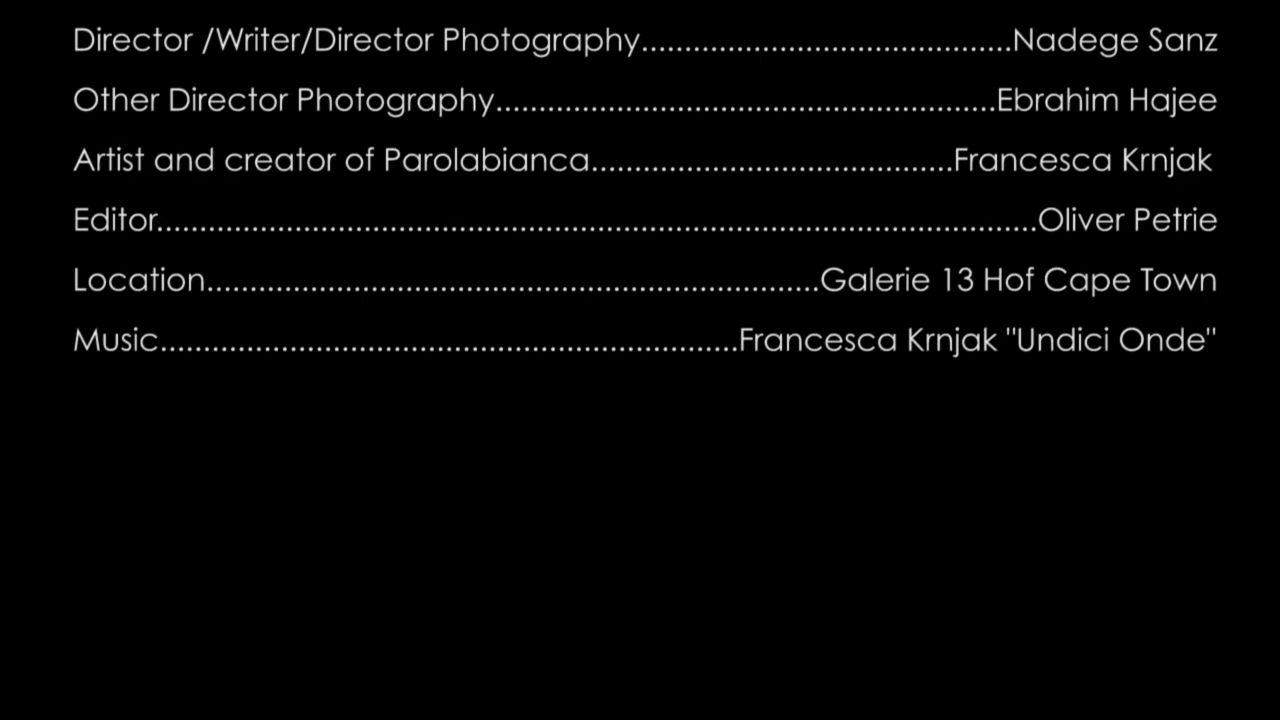 Director /Writer/Director Photography...........................................Nadege Sanz
Other Director Photography..........................................................Ebrahim Hajee
Artist and creator of Parolabianca..........................................Francesca Krnjak
Editor......................................................................................................Oliver Petrie
Location.......................................................................Galerie 13 Hof Cape Town
Music...................................................................Francesca Krnjak "Undici Onde"